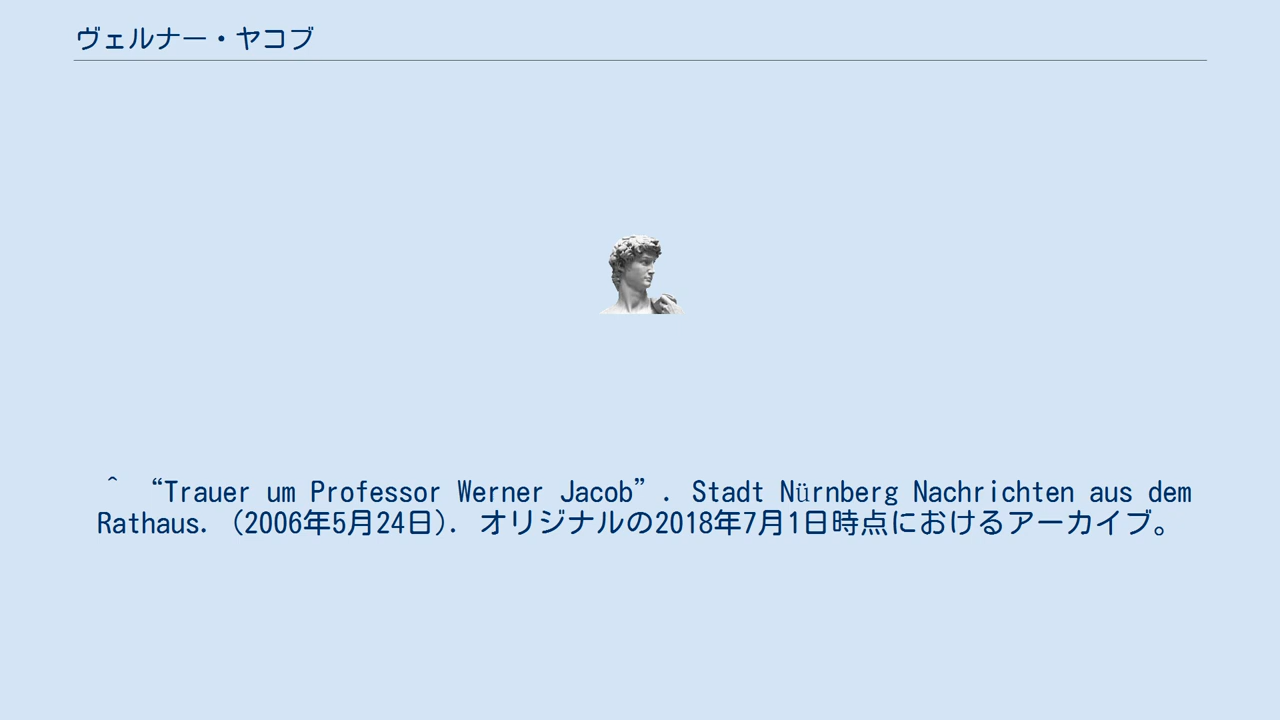 ヴェルナー・ヤコブ
^ “Trauer um Professor Werner Jacob”. Stadt Nürnberg Nachrichten aus dem
Rathaus. (2006年5月24日). オリジナルの2018年7月1日時点におけるアーカイブ。